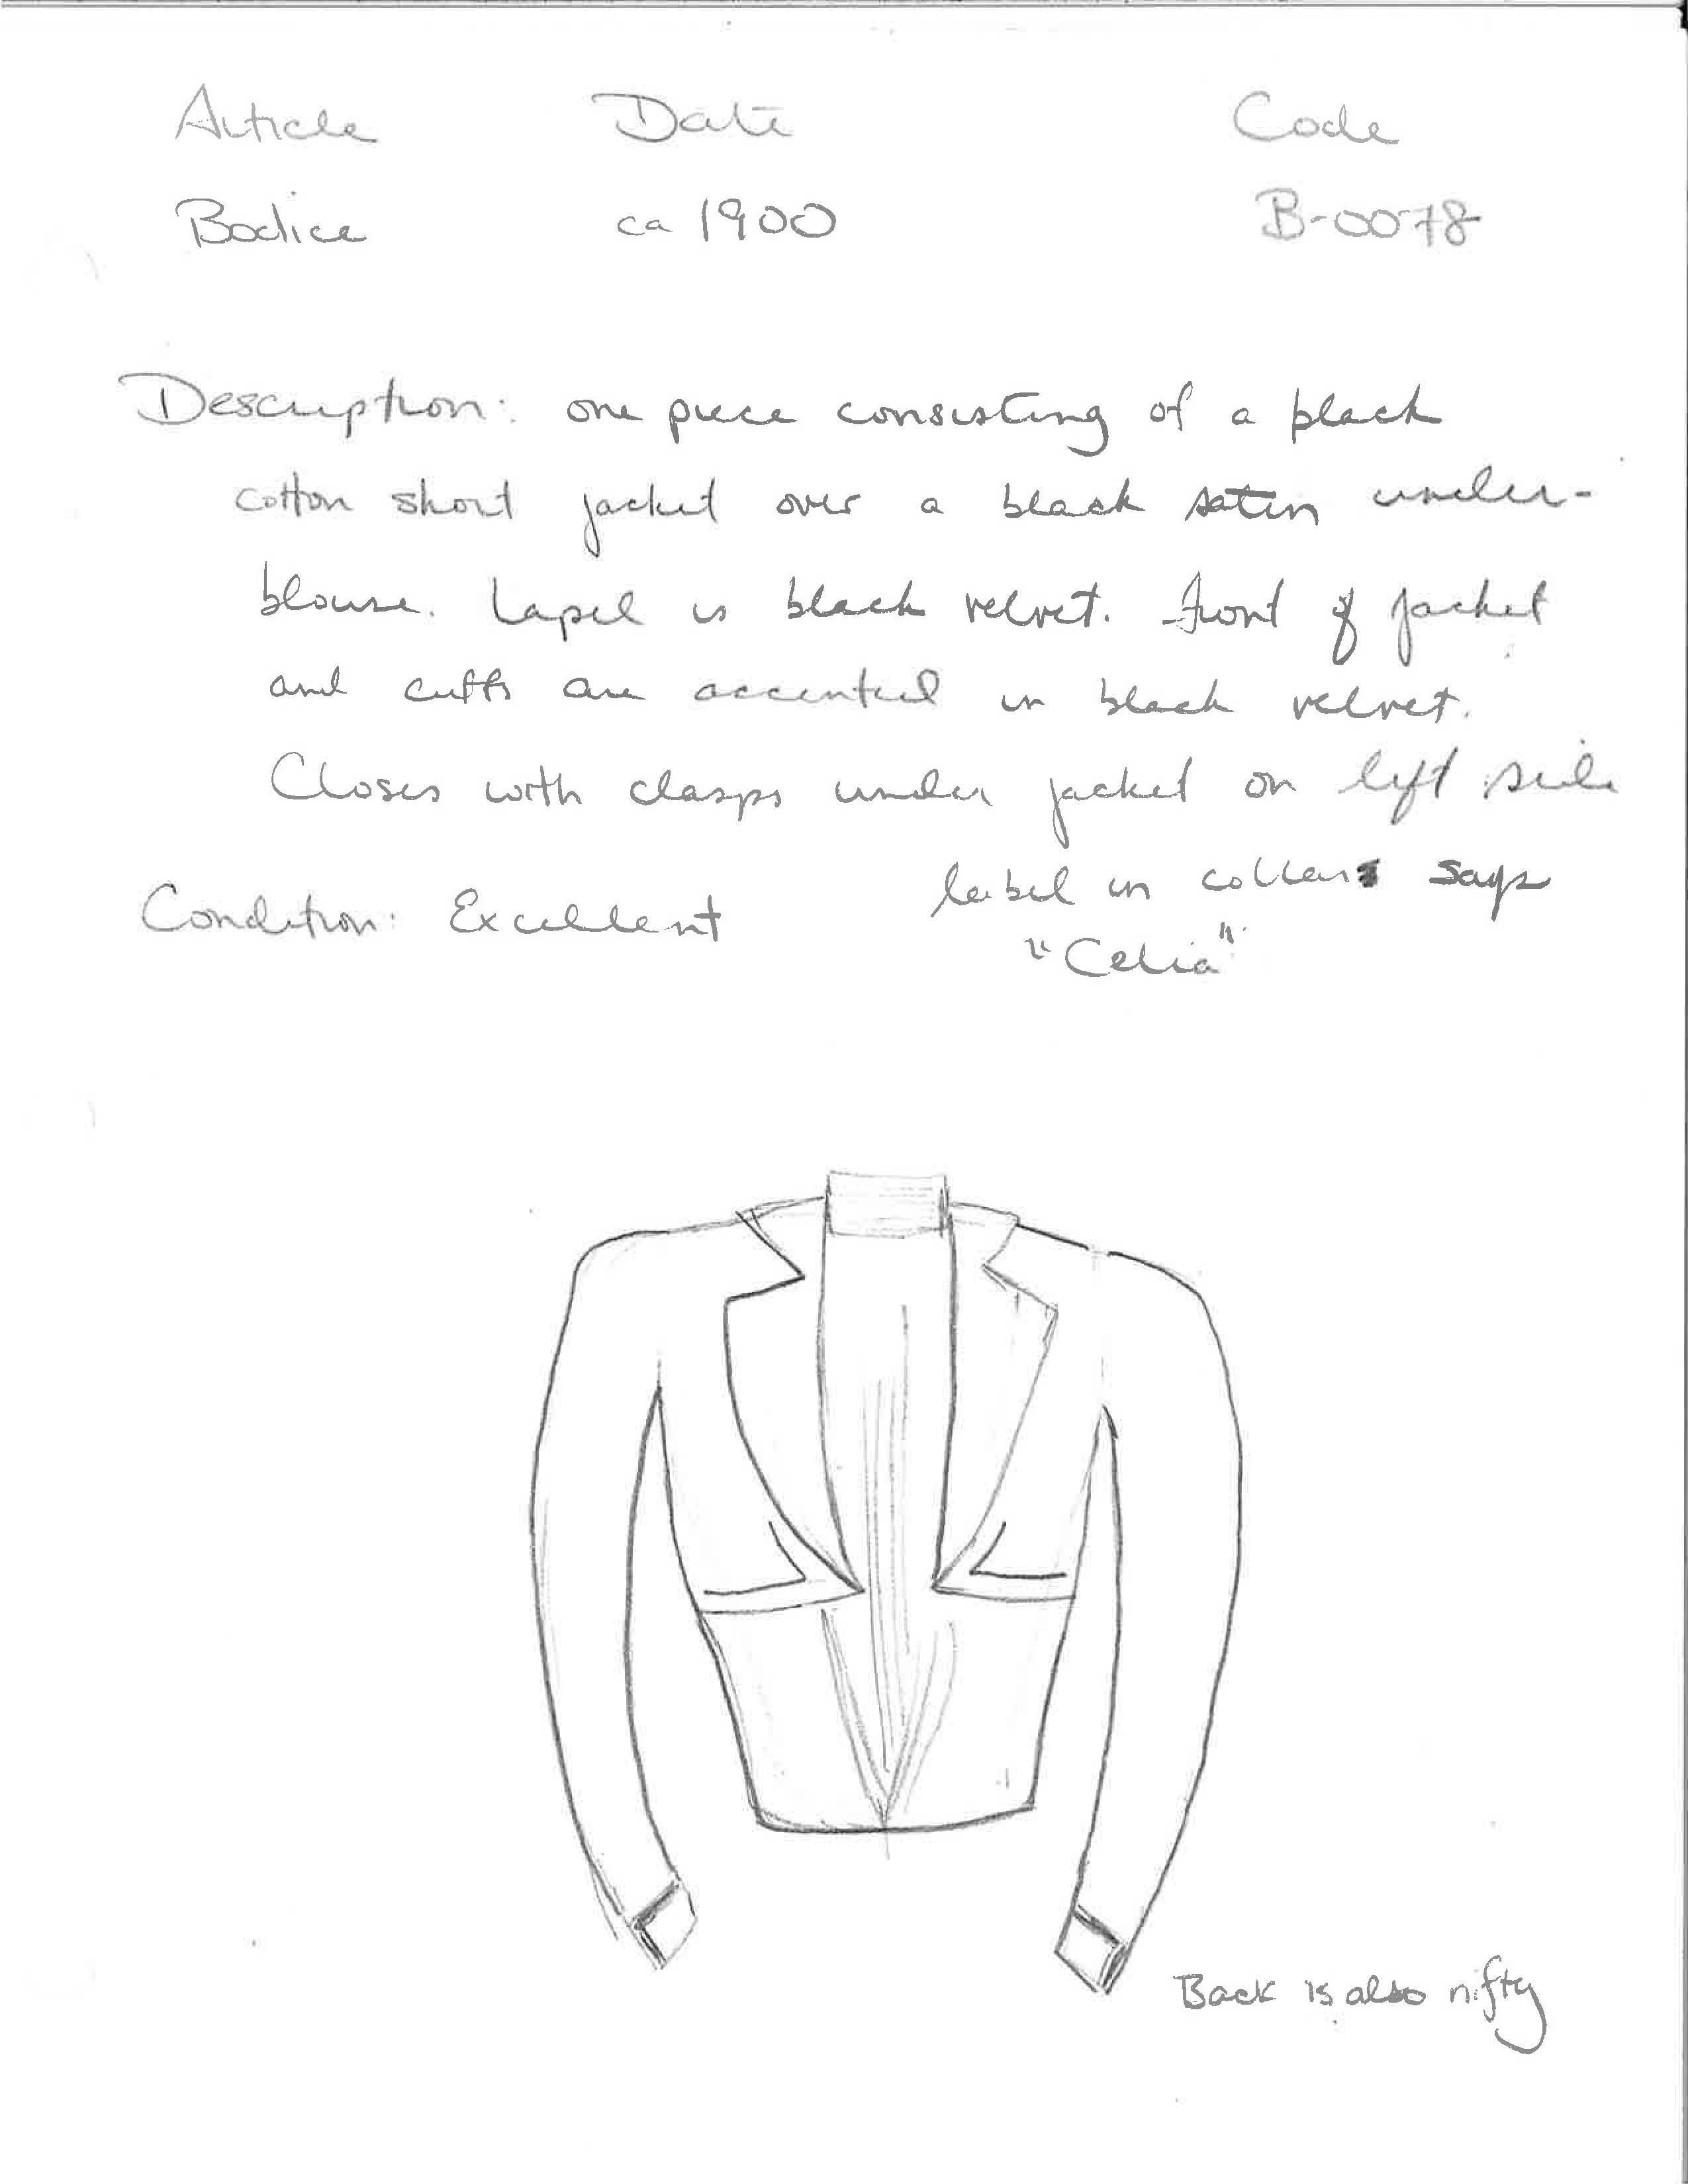 Article Date Code
Bodice ca 1900 B-0078
Description: one piece consisting of a black
cotton short jacket over a black satin under-
blouse. Lapel is black velvet. Front of jacket
and cuffs are accented in black velvet.
Closes with clasps under jacket on left side
label in collar says
Condition: Excellent
"Celia"
Back is also nifty